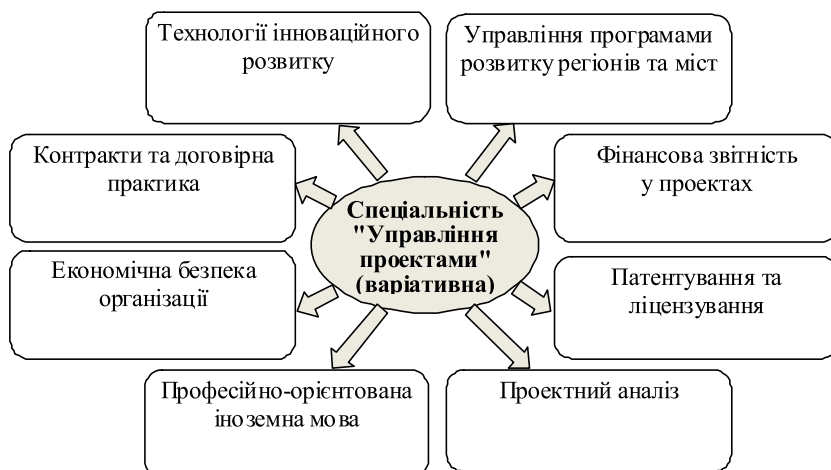 Технології інноваційного
розвитку
Управління програмами
розвитку регіонів та міст
Контракти та договірна
практика
Фінансова звітність
у проектах
Спеціальність
"Управління
проектами"
(варіативна)
Економічна безпека
організації
Патентування та
ліцензування
Професійно-орієнтована
іноземна мова
Проектний аналіз